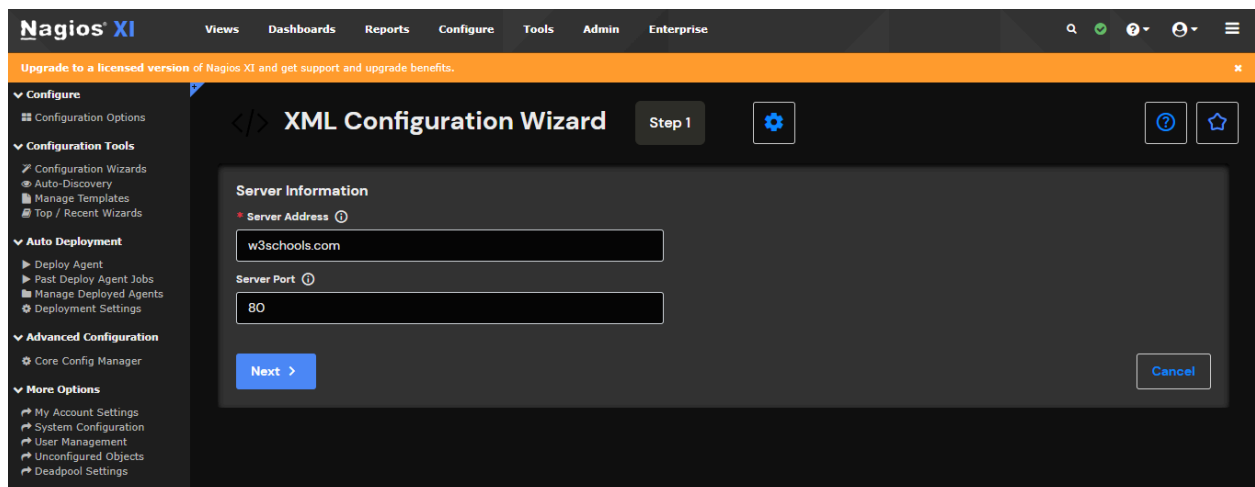 Nagios® XI
Views Dashboards Reports Configure Tools Admin Enterprise
Upgrade to a licensed version of Nagios XI and get support and upgrade benefits.
Configure
Configuration Options
Configuration Tools
Configuration Wizards
Auto-Discovery
Manage Templates
Top / Recent Wizards
Auto Deployment
Deploy Agent
Past Deploy Agent Jobs
Manage Deployed Agents
Deployment Settings
Advanced Configuration
Core Config Manager
More Options
My Account Settings
System Configuration
User Management
Unconfigured Objects
Deadpool Settings
</> XML Configuration Wizard Step 1
Server Information
* Server Address
w3schools.com
Server Port
80
Next >
Cancel